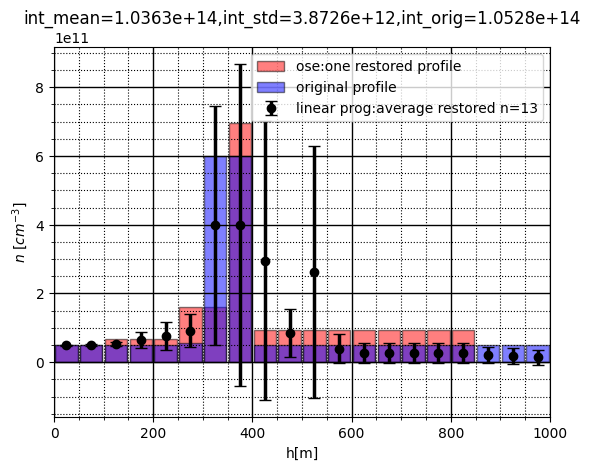 int_mean=1.0363e+14,int_std=3.8726e+12,int_orig=1.0528e+14
1e11
ose:one restored profile
original profile
linear prog:average restored n=13
8
6
4
2
0
n [cm⁻³]
0 200 400 600 800 1000
h[m]